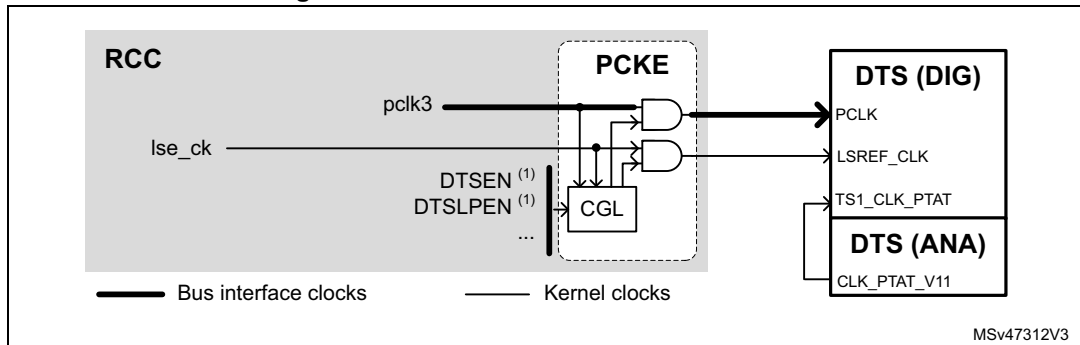 RCC
PCKE
DTS (DIG)
pclk3
PCLK
lse_ck
LSREF_CLK
DTSEN (1)
DTSLPEN (1)
...
CGL
TS1_CLK_PTAT
DTS (ANA)
CLK_PTAT_V11
Bus interface clocks
Kernel clocks
MSv47312V3